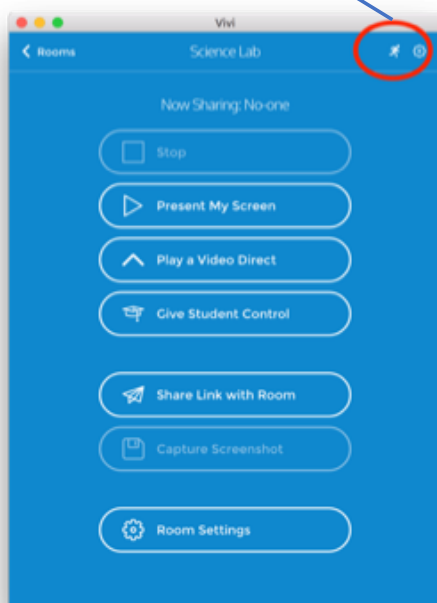 Vivi
Rooms
Science Lab
Now Sharing: No-one
Stop
Present My Screen
Play a Video Direct
Give Student Control
Share Link with Room
Capture Screenshot
Room Settings